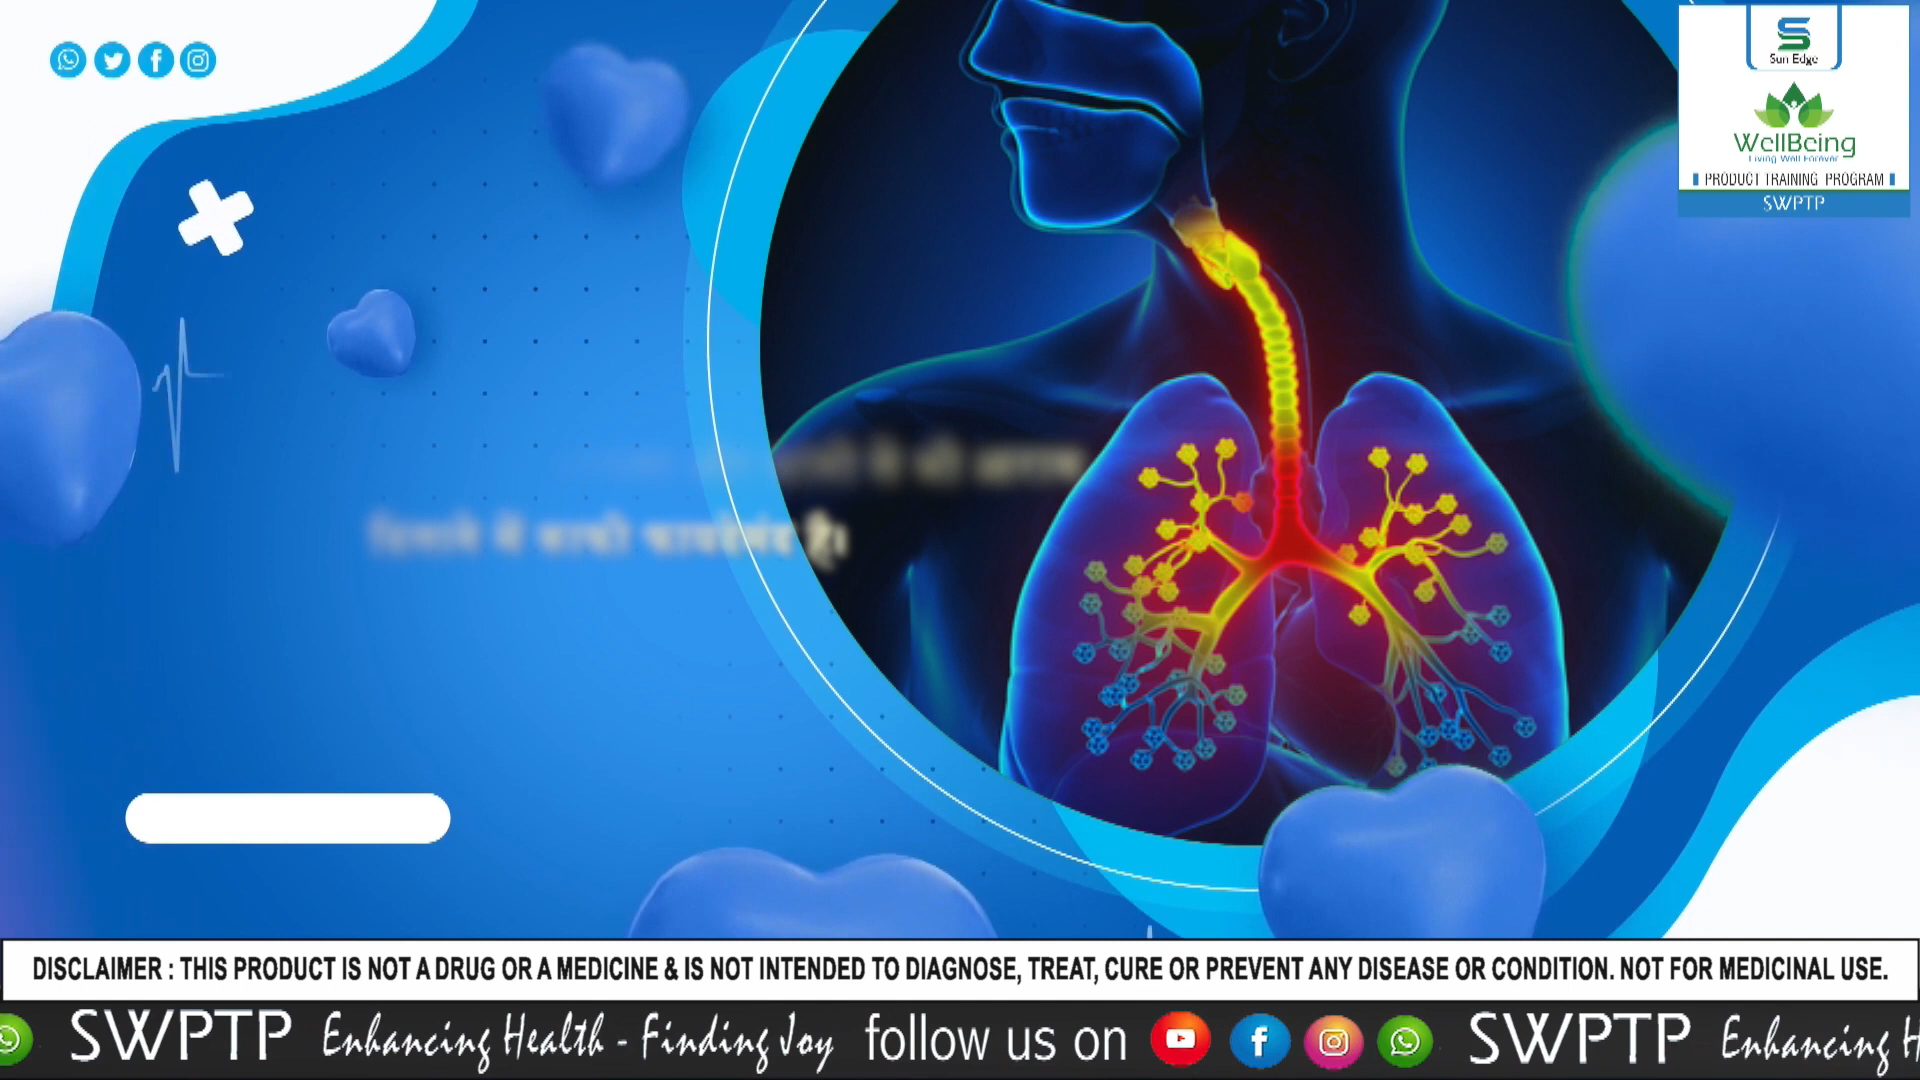 Sun Edge
WellBeing
Living Well Forever
PRODUCT TRAINING PROGRAM
SWPTP
है।
DISCLAIMER : THIS PRODUCT IS NOT A DRUG OR A MEDICINE & IS NOT INTENDED TO DIAGNOSE, TREAT, CURE OR PREVENT ANY DISEASE OR CONDITION. NOT FOR MEDICINAL USE.
SWPTP Enhancing Health - Finding Joy follow us on SWPTP Enhancing